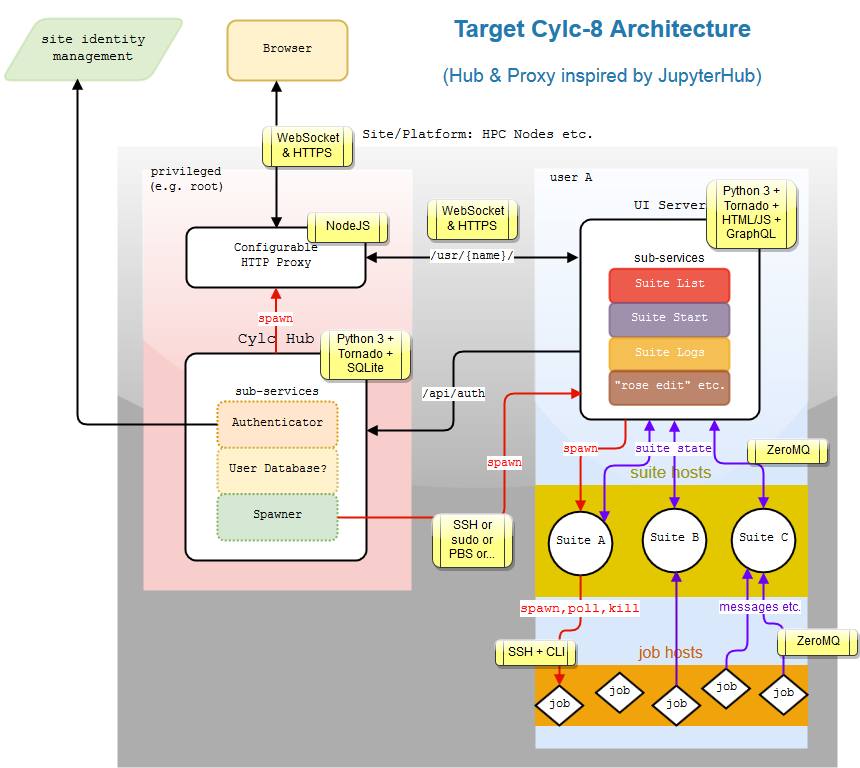 Target Cylc-8 Architecture
(Hub & Proxy inspired by JupyterHub)
site identity
management
Browser
WebSocket
& HTTPS
Site/Platform: HPC Nodes etc.
privileged
(e.g. root)
NodeJS
Configurable
HTTP Proxy
WebSocket
& HTTPS
/usr/{name}/
user A
UI Server
Python 3 +
Tornado +
HTML/JS +
GraphQL
sub-services
Suite List
Suite Start
Suite Logs
"rose edit" etc.
spawn
Cylc Hub
Python 3 +
Tornado +
SQLite
sub-services
Authenticator
User Database?
Spawner
/api/auth
spawn
SSH or
sudo or
PBS or...
spawn
suite state
ZeroMQ
suite hosts
Suite A
Suite B
Suite C
spawn,poll,kill
messages etc.
ZeroMQ
SSH + CLI
job hosts
job
job
job
job
job